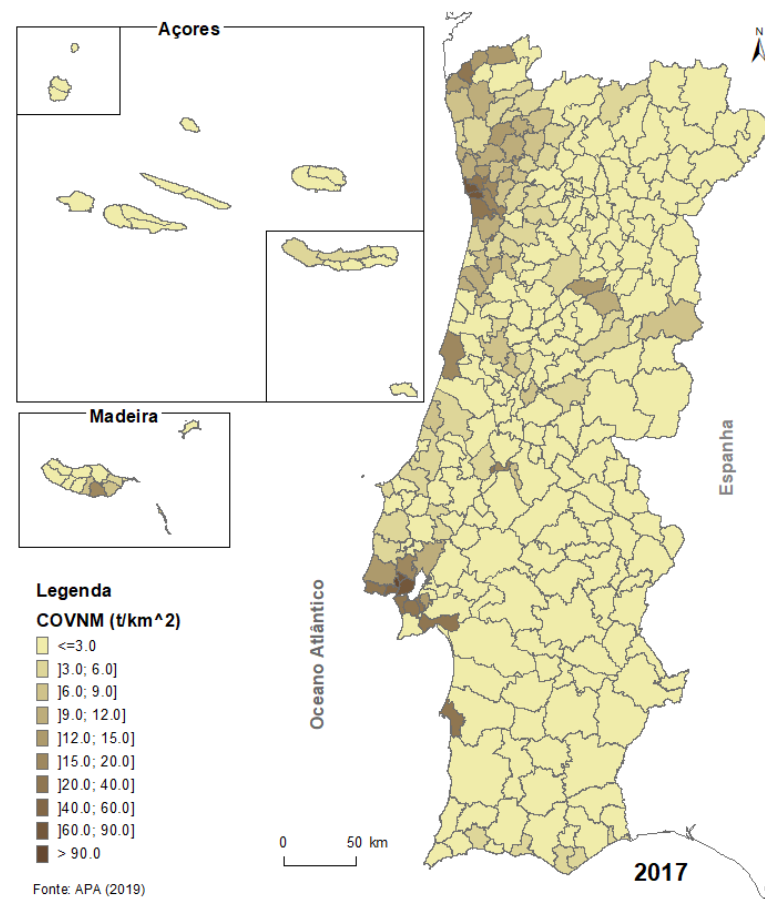 Açores
N
Madeira
Espanha
Oceano Atlântico
Legenda
COVNM (t/km^2)
<=3.0
]3.0; 6.0]
]6.0; 9.0]
]9.0; 12.0]
]12.0; 15.0]
]15.0; 20.0]
]20.0; 40.0]
]40.0; 60.0]
]60.0; 90.0]
> 90.0
0 50 km
2017
Fonte: APA (2019)